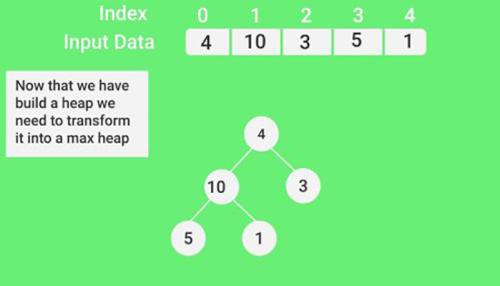 Index 0 1 2 3 4
Input Data 4 10 3 5 1
Now that we have
build a heap we
need to transform
it into a max heap
4
10 3
5 1